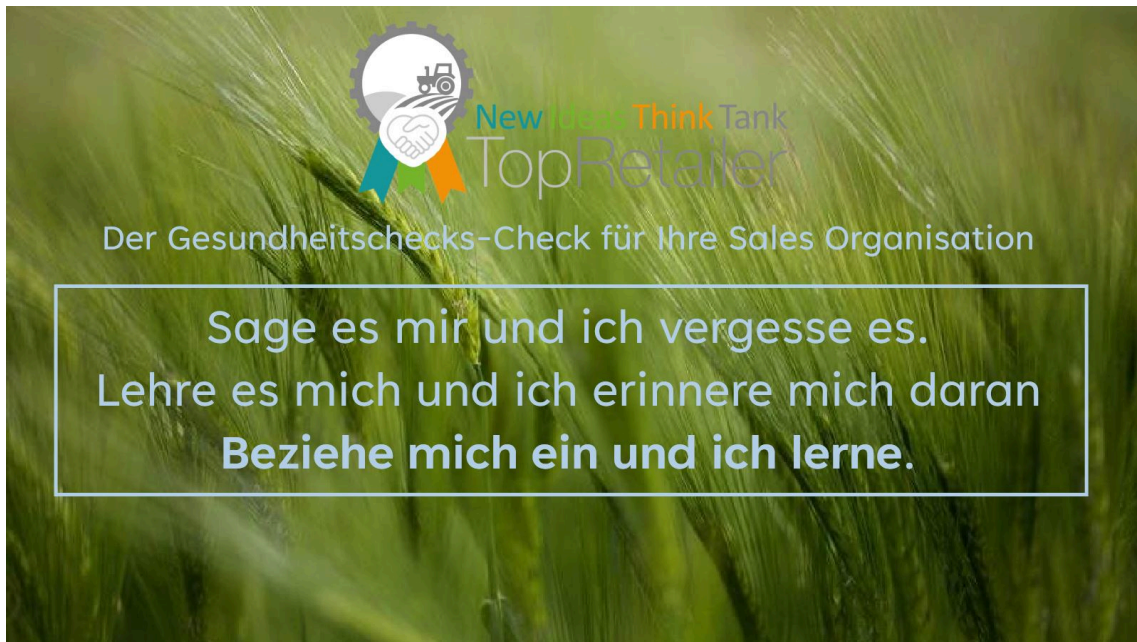 New Ideas Think Tank
TopRetailer
Der Gesundheitschecks-Check für Ihre Sales Organisation
Sage es mir und ich vergesse es.
Lehre es mich und ich erinnere mich daran
Beziehe mich ein und ich lerne.